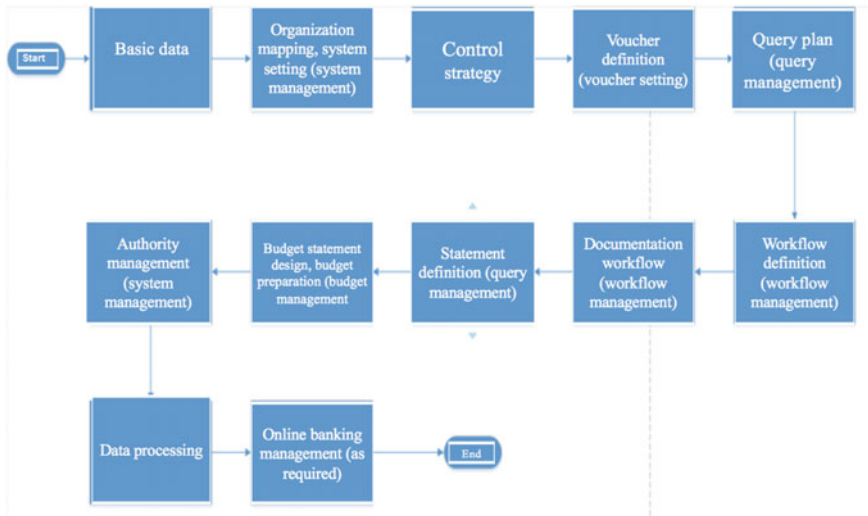 Start
Basic data
Organization
mapping, system
setting (system
management)
Control
strategy
Voucher
definition
(voucher setting)
Query plan
(query
management)
Authority
management
(system
management)
Budget statement
design, budget
preparation (budget
management
Statement
definition (query
management)
Documentation
workflow
(workflow
management)
Workflow
definition
(workflow
management)
Data processing
Online banking
management (as
required)
End